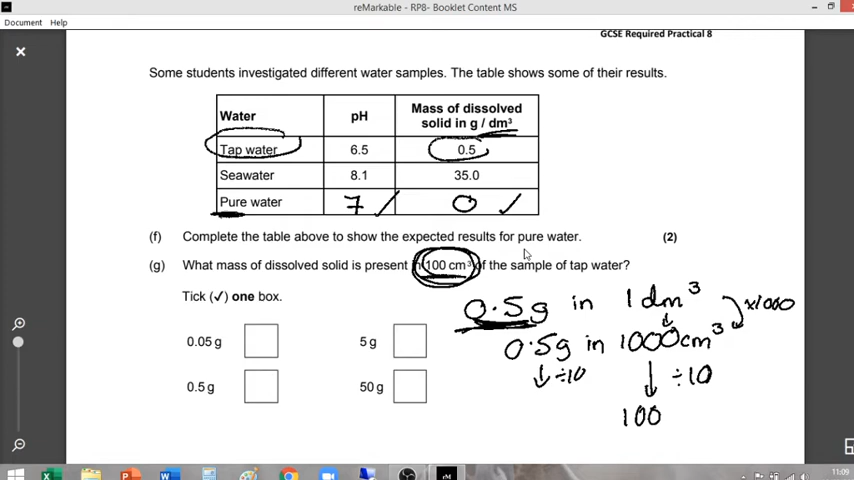 reMarkable - RP8- Booklet Content MS
Document Help
GCSE Required Practical 8
Some students investigated different water samples. The table shows some of their results.
Water pH Mass of dissolved solid in g / dm³
Tap water 6.5 0.5
Seawater 8.1 35.0
Pure water 7 ✓ 0 ✓
(f) Complete the table above to show the expected results for pure water. (2)
(g) What mass of dissolved solid is present in 100 cm³ of the sample of tap water?
Tick (✓) one box.
0.5g in 1dm³ ×1000
0.05 g 5 g
0.5g in 1000cm³
0.5 g 50 g
÷10 ÷10
100
11:09